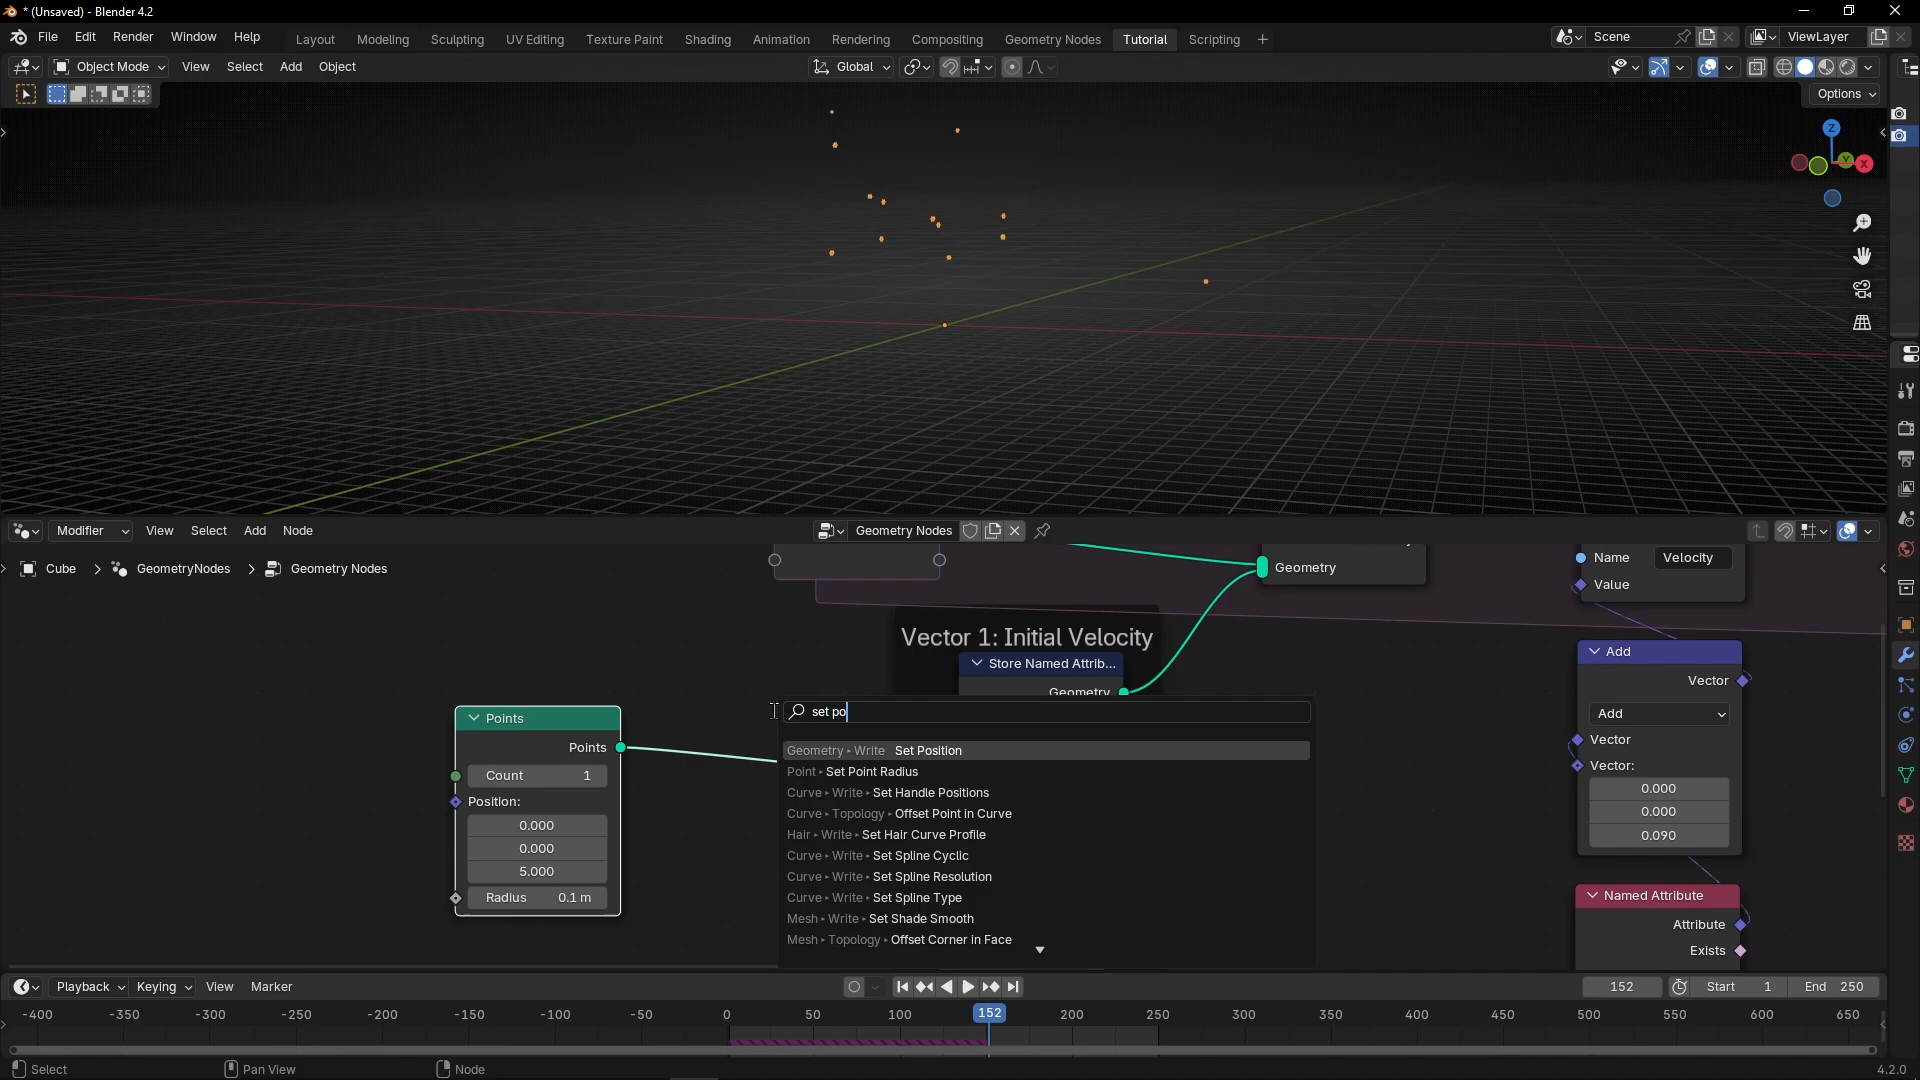 * (Unsaved) - Blender 4.2
File Edit Render Window Help
Layout Modeling Sculpting UV Editing Texture Paint Shading Animation Rendering Compositing Geometry Nodes Tutorial Scripting +
Scene ViewLayer
Object Mode View Select Add Object
Global
Options
Z
Y
X
Modifier View Select Add Node
Geometry Nodes
Cube > GeometryNodes > Geometry Nodes
Geometry
Name Velocity
Value
Vector 1: Initial Velocity
Store Named Attrib...
Geometry
Points
Points
Count 1
Position:
0.000
0.000
5.000
Radius 0.1 m
set po
Geometry ▸ Write Set Position
Point ▸ Set Point Radius
Curve ▸ Write ▸ Set Handle Positions
Curve ▸ Topology ▸ Offset Point in Curve
Hair ▸ Write ▸ Set Hair Curve Profile
Curve ▸ Write ▸ Set Spline Cyclic
Curve ▸ Write ▸ Set Spline Resolution
Curve ▸ Write ▸ Set Spline Type
Mesh ▸ Write ▸ Set Shade Smooth
Mesh ▸ Topology ▸ Offset Corner in Face
Add
Vector
Add
Vector
Vector:
0.000
0.000
0.090
Named Attribute
Attribute
Exists
Playback Keying View Marker
152 Start 1 End 250
-400 -350 -300 -250 -200 -150 -100 -50 0 50 100 152 200 250 300 350 400 450 500 550 600 650
Select Pan View Node 4.2.0